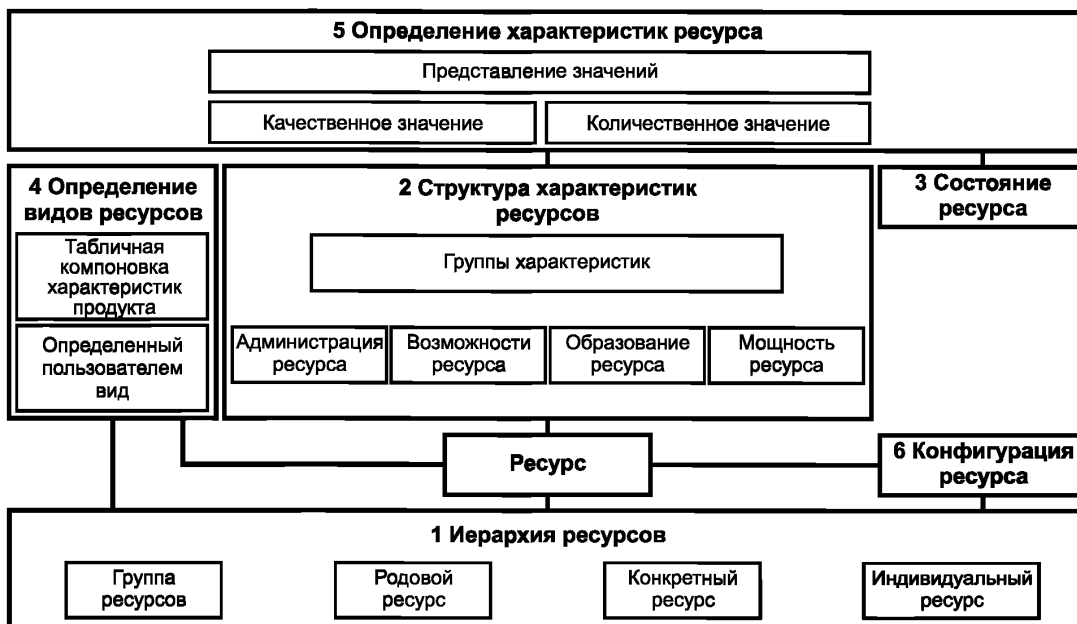 5 Определение характеристик ресурса
Представление значений
Качественное значение
Количественное значение
4 Определение
видов ресурсов
Табличная
компоновка
характеристик
продукта
Определенный
пользователем
вид
2 Структура характеристик
ресурсов
Группы характеристик
Администрация
ресурса
Возможности
ресурса
Образование
ресурса
Мощность
ресурса
3 Состояние
ресурса
Ресурс
6 Конфигурация
ресурса
1 Иерархия ресурсов
Группа
ресурсов
Родовой
ресурс
Конкретный
ресурс
Индивидуальный
ресурс